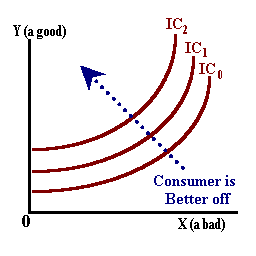 Y (a good)
IC2
IC1
IC0
Consumer is
Better off
0
X (a bad)